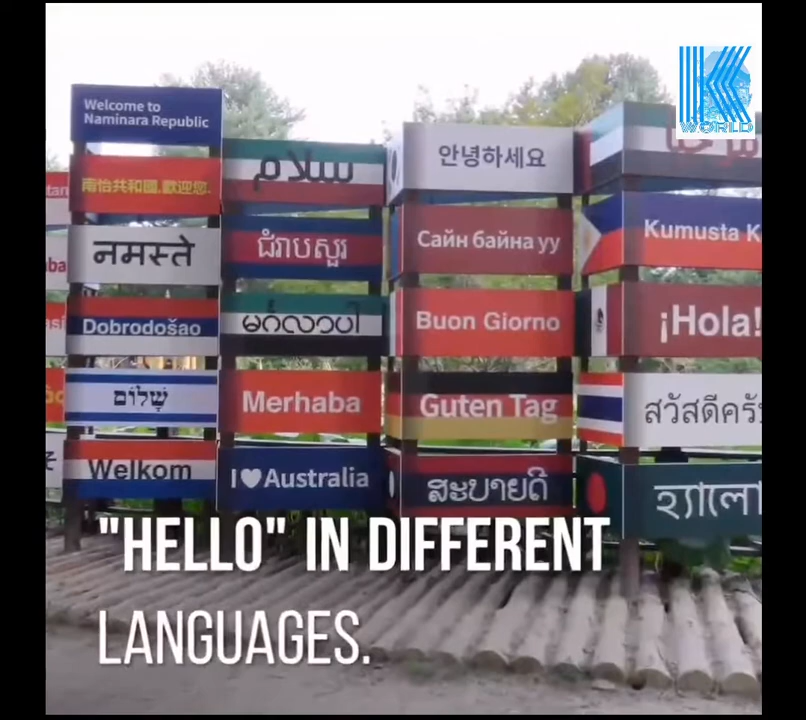 K
WORLD
Welcome to
Naminara Republic
南怡共和國,歡迎您.
नमस्ते
Dobrodošao
שָׁלוֹם
Welkom
سلام
ជំរាបសួរ
မင်္ဂလာပါ
Merhaba
I ♥ Australia
안녕하세요
Сайн байна уу
Buon Giorno
Guten Tag
ສະບາຍດີ
مرحبا
Kumusta K
¡Hola!
สวัสดีครับ
হ্যালো
"HELLO" IN DIFFERENT
LANGUAGES.